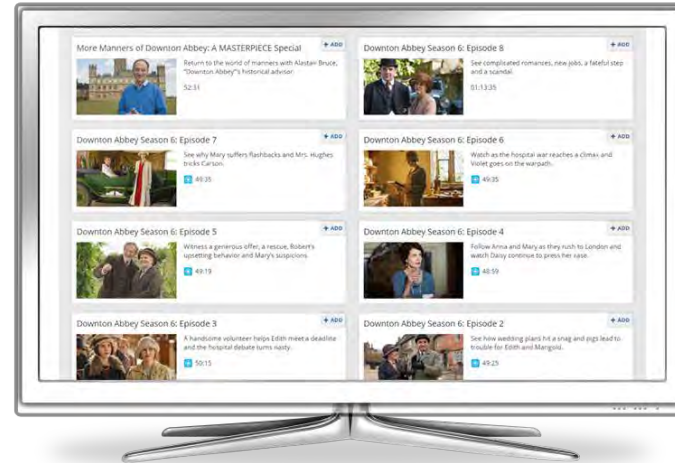 More Manners of Downton Abbey: A MASTERPIECE Special
+ ADD
Return to the world of manners with Alastair Bruce,
"Downton Abbey"'s historical advisor.
52:51
Downton Abbey Season 6: Episode 8
+ ADD
See complicated romances, new jobs, a fateful step
and a scandal.
01:13:35
Downton Abbey Season 6: Episode 7
+ ADD
See why Mary suffers flashbacks and Mrs. Hughes
tricks Carson.
+ 49:35
Downton Abbey Season 6: Episode 6
+ ADD
Watch as the hospital war reaches a climax and
Violet goes on the warpath.
+ 49:35
Downton Abbey Season 6: Episode 5
+ ADD
Witness a generous offer, a rescue, Robert's
upsetting behavior and Mary's suspicions.
+ 49:19
Downton Abbey Season 6: Episode 4
+ ADD
Follow Anna and Mary as they rush to London and
watch Daisy continue to press her case.
+ 48:59
Downton Abbey Season 6: Episode 3
+ ADD
A handsome volunteer helps Edith meet a deadline
and the hospital debate turns nasty.
+ 50:15
Downton Abbey Season 6: Episode 2
+ ADD
See how wedding plans hit a snag and pigs lead to
trouble for Edith and Marigold.
+ 49:25